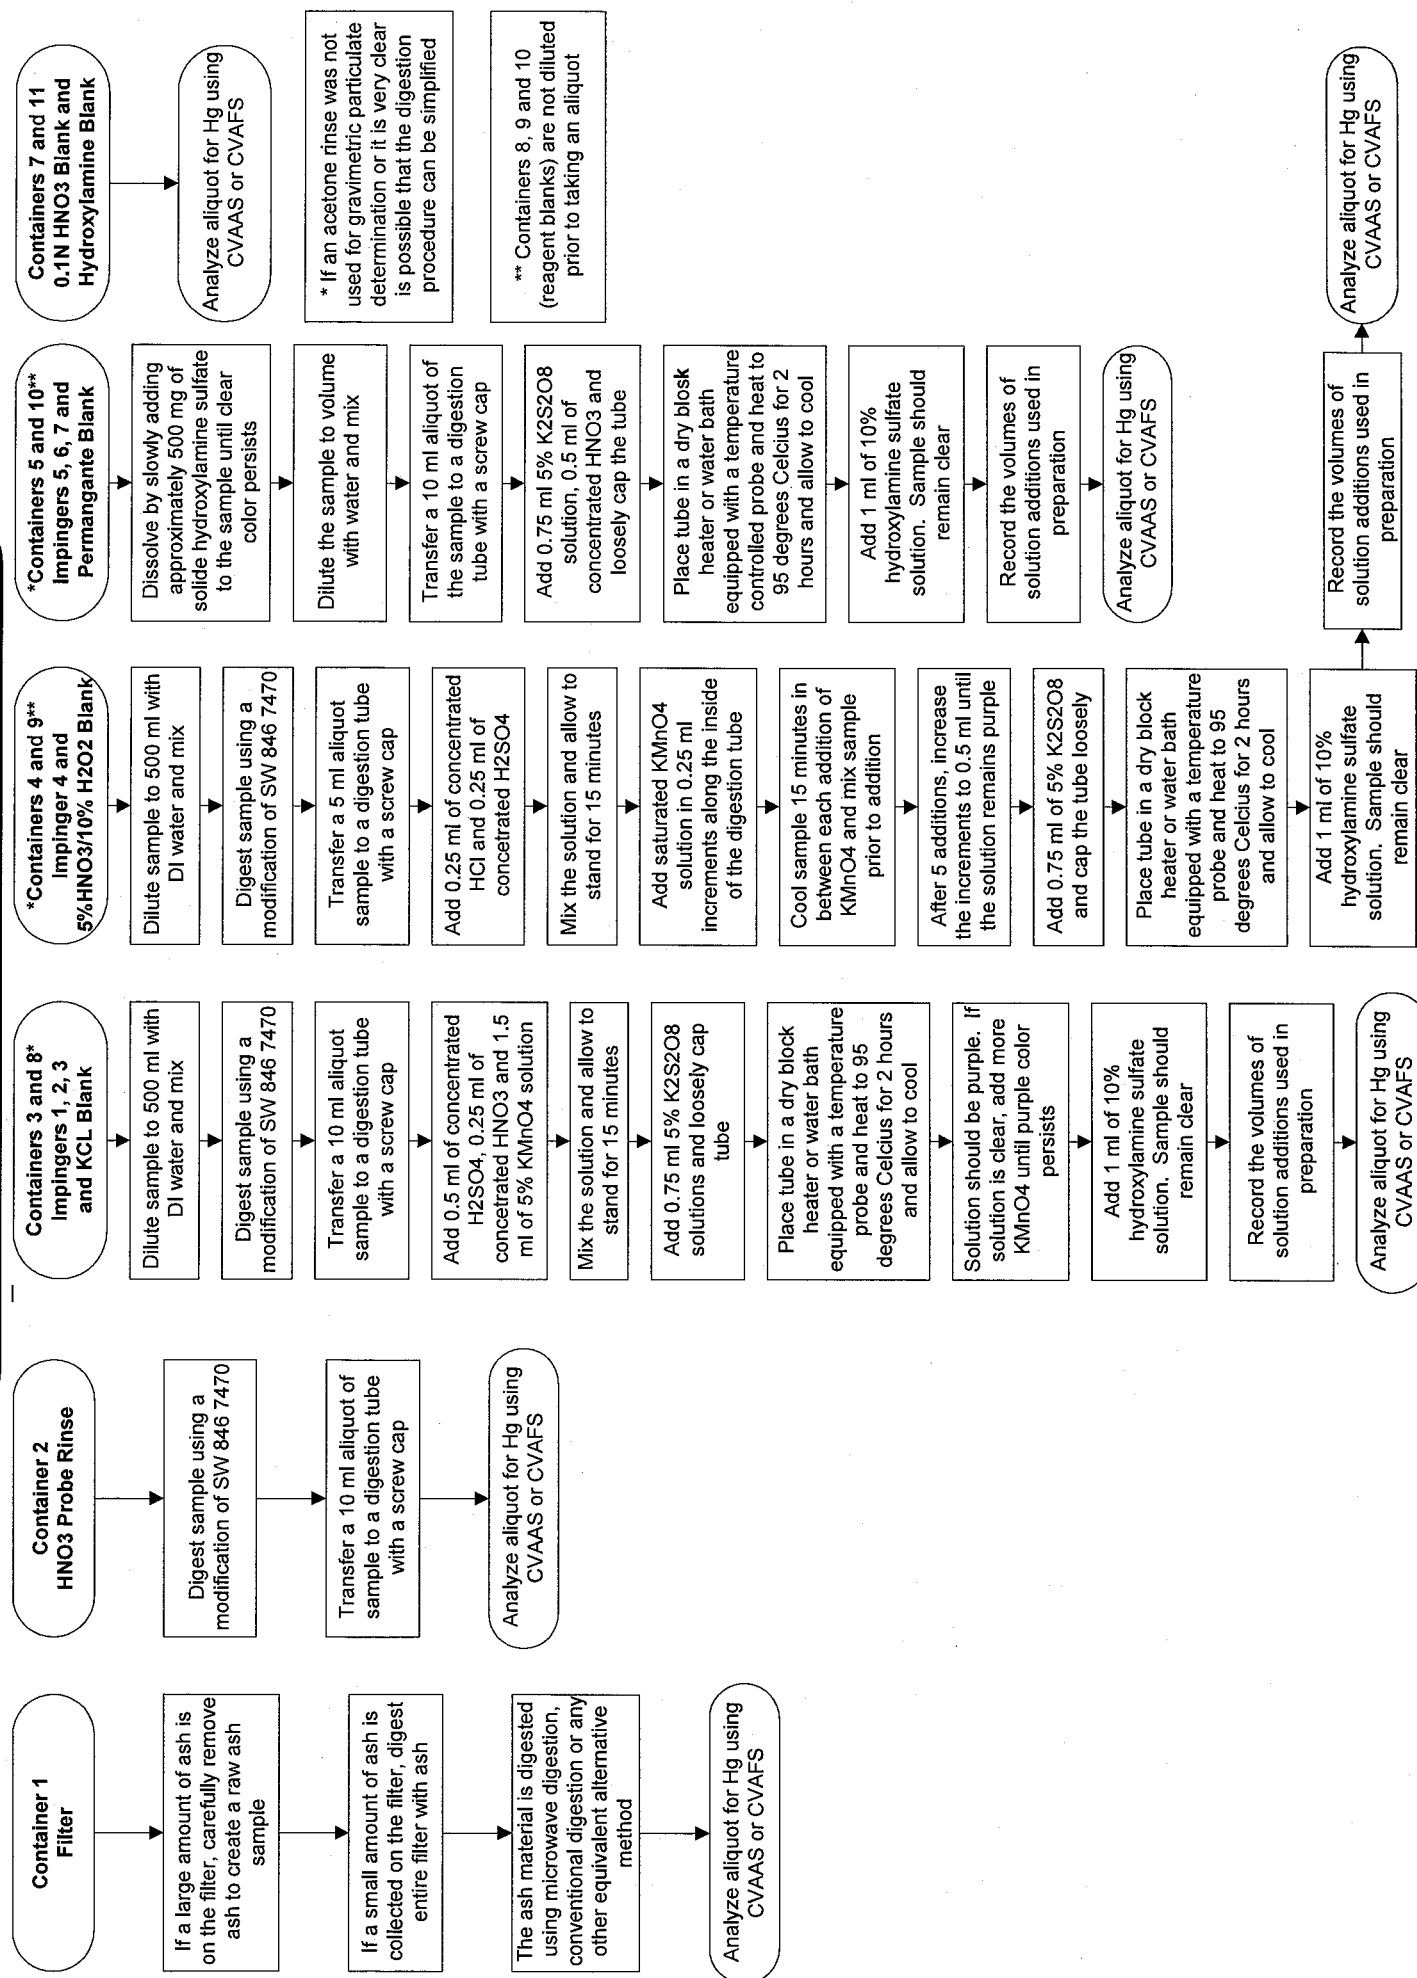 Container 1
Filter
If a large amount of ash is
on the filter, carefully remove
ash to create a raw ash
sample
If a small amount of ash is
collected on the filter, digest
entire filter with ash
The ash material is digested
using microwave digestion,
conventional digestion or any
other equivalent alternative
method
Analyze aliquot for Hg using
CVAAS or CVAFS
Container 2
HNO3 Probe Rinse
Digest sample using a
modification of SW 846 7470
Transfer a 10 ml aliquot of
sample to a digestion tube
with a screw cap
Analyze aliquot for Hg using
CVAAS or CVAFS
Containers 3 and 8*
Impingers 1, 2, 3
and KCL Blank
Dilute sample to 500 ml with
DI water and mix
Digest sample using a
modification of SW 846 7470
Transfer a 10 ml aliquot
sample to a digestion tube
with a screw cap
Add 0.5 ml of concentrated
H2SO4, 0.25 ml of
concetrated HNO3 and 1.5
ml of 5% KMnO4 solution
Mix the solution and allow to
stand for 15 minutes
Add 0.75 ml 5% K2S2O8
solutions and loosely cap
tube
Place tube in a dry block
heater or water bath
equipped with a temperature
probe and heat to 95
degrees Celcius for 2 hours
and allow to cool
Solution should be purple. If
solution is clear, add more
KMnO4 until purple color
persists
Add 1 ml of 10%
hydroxylamine sulfate
solution. Sample should
remain clear
Record the volumes of
solution additions used in
preparation
Analyze aliquot for Hg using
CVAAS or CVAFS
*Containers 4 and 9**
Impinger 4 and
5%HNO3/10% H2O2 Blank
Dilute sample to 500 ml with
DI water and mix
Digest sample using a
modification of SW 846 7470
Transfer a 5 ml aliquot
sample to a digestion tube
with a screw cap
Add 0.25 ml of concentrated
HCl and 0.25 ml of
concetrated H2SO4
Mix the solution and allow to
stand for 15 minutes
Add saturated KMnO4
solution in 0.25 ml
increments along the inside
of the digestion tube
Cool sample 15 minutes in
between each addition of
KMnO4 and mix sample
prior to addition
After 5 additions, increase
the increments to 0.5 ml until
the solution remains purple
Add 0.75 ml of 5% K2S2O8
and cap the tube loosely
Place tube in a dry block
heater or water bath
equipped with a temperature
probe and heat to 95
degrees Celcius for 2 hours
and allow to cool
Add 1 ml of 10%
hydroxylamine sulfate
solution. Sample should
remain clear
Record the volumes of
solution additions used in
preparation
Analyze aliquot for Hg using
CVAAS or CVAFS
*Containers 5 and 10**
Impingers 5, 6, 7 and
Permangante Blank
Dissolve by slowly adding
approximately 500 mg of
solide hydroxylamine sulfate
to the sample until clear
color persists
Dilute the sample to volume
with water and mix
Transfer a 10 ml aliquot of
the sample to a digestion
tube with a screw cap
Add 0.75 ml 5% K2S2O8
solution, 0.5 ml of
concentrated HNO3 and
loosely cap the tube
Place tube in a dry blosk
heater or water bath
equipped with a temperature
controlled probe and heat to
95 degrees Celcius for 2
hours and allow to cool
Add 1 ml of 10%
hydroxylamine sulfate
solution. Sample should
remain clear
Record the volumes of
solution additions used in
preparation
Analyze aliquot for Hg using
CVAAS or CVAFS
Containers 7 and 11
0.1N HNO3 Blank and
Hydroxylamine Blank
Analyze aliquot for Hg using
CVAAS or CVAFS
* If an acetone rinse was not
used for gravimetric particulate
determination or it is very clear
is possible that the digestion
procedure can be simplified
** Containers 8, 9 and 10
(reagent blanks) are not diluted
prior to taking an aliquot